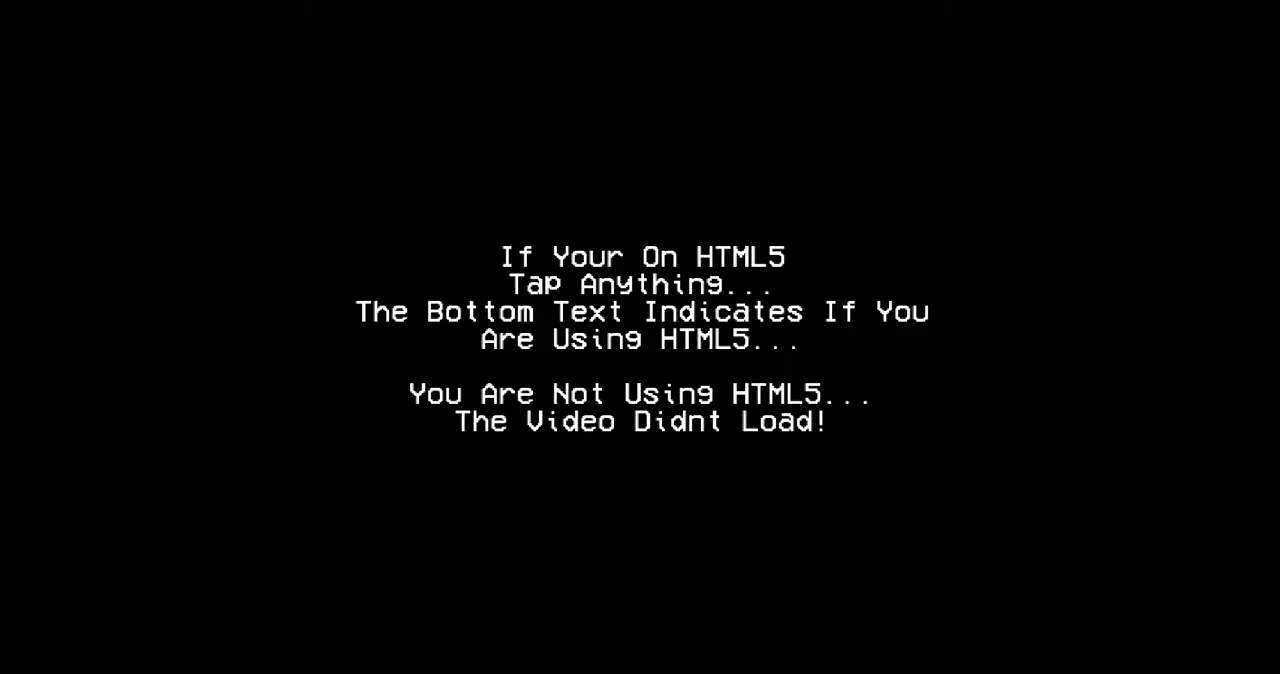 If Your On HTML5
Tap Anything...
The Bottom Text Indicates If You
Are Using HTML5...
You Are Not Using HTML5...
The Video Didnt Load!